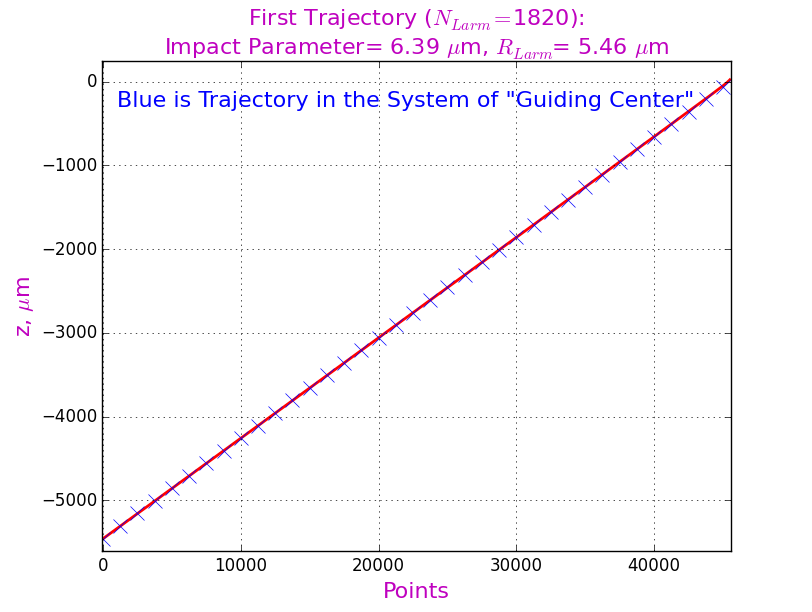 First Trajectory (N_Larm=1820):
Impact Parameter= 6.39 μm, R_Larm= 5.46 μm
Blue is Trajectory in the System of "Guiding Center"
z, μm
0
−1000
−2000
−3000
−4000
−5000
0 10000 20000 30000 40000
Points